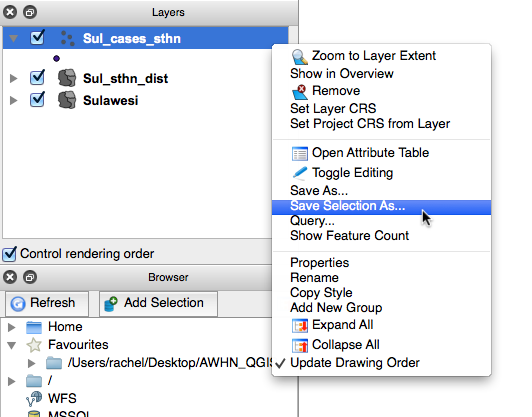 Layers
Sul_cases_sthn
Sul_sthn_dist
Sulawesi
Control rendering order
Zoom to Layer Extent
Show in Overview
Remove
Set Layer CRS
Set Project CRS from Layer
Open Attribute Table
Toggle Editing
Save As...
Save Selection As...
Query...
Show Feature Count
Properties
Rename
Copy Style
Add New Group
Expand All
Collapse All
Update Drawing Order
Browser
Refresh
Add Selection
Home
Favourites
/Users/rachel/Desktop/AWHN_QGIS
/
WFS
MSSQL